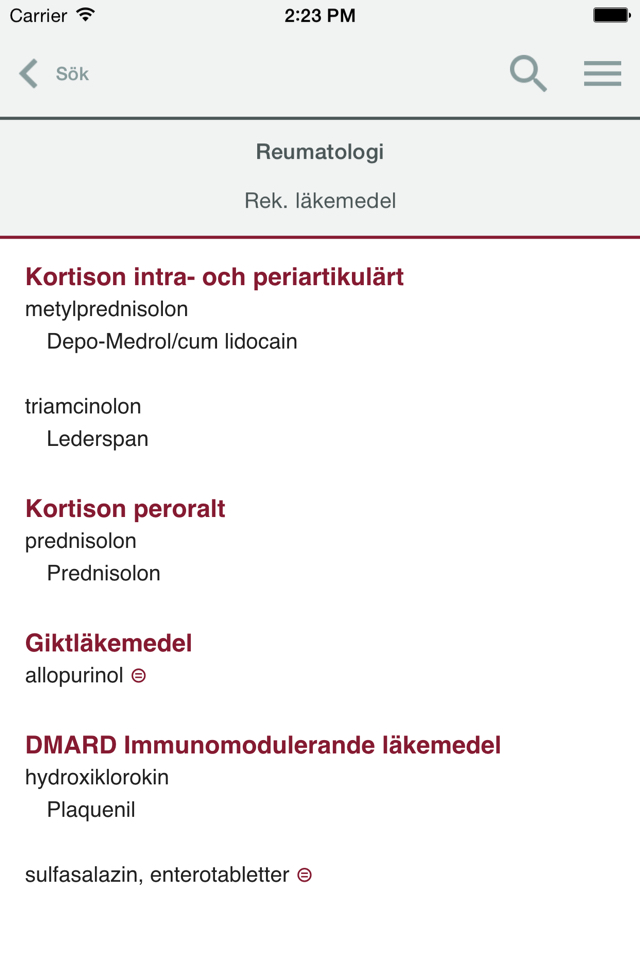 Carrier 2:23 PM
Sök
Reumatologi
Rek. läkemedel
Kortison intra- och periartikulärt
metylprednisolon
Depo-Medrol/cum lidocain
triamcinolon
Lederspan
Kortison peroralt
prednisolon
Prednisolon
Giktläkemedel
allopurinol ⊜
DMARD Immunomodulerande läkemedel
hydroxiklorokin
Plaquenil
sulfasalazin, enterotabletter ⊜